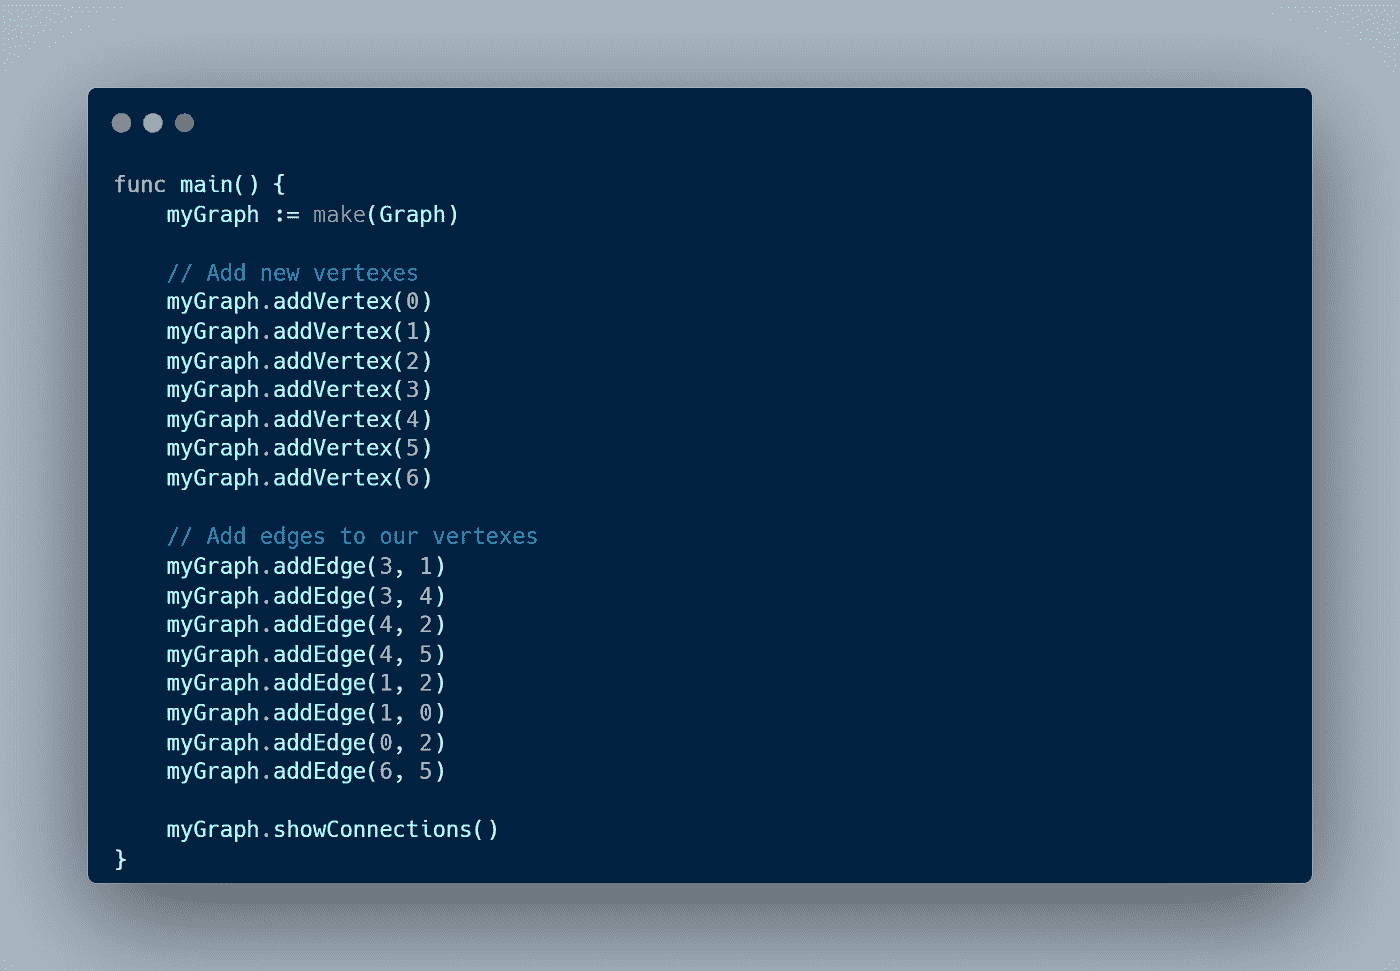 func main() {
    myGraph := make(Graph)

    // Add new vertexes
    myGraph.addVertex(0)
    myGraph.addVertex(1)
    myGraph.addVertex(2)
    myGraph.addVertex(3)
    myGraph.addVertex(4)
    myGraph.addVertex(5)
    myGraph.addVertex(6)

    // Add edges to our vertexes
    myGraph.addEdge(3, 1)
    myGraph.addEdge(3, 4)
    myGraph.addEdge(4, 2)
    myGraph.addEdge(4, 5)
    myGraph.addEdge(1, 2)
    myGraph.addEdge(1, 0)
    myGraph.addEdge(0, 2)
    myGraph.addEdge(6, 5)

    myGraph.showConnections()
}